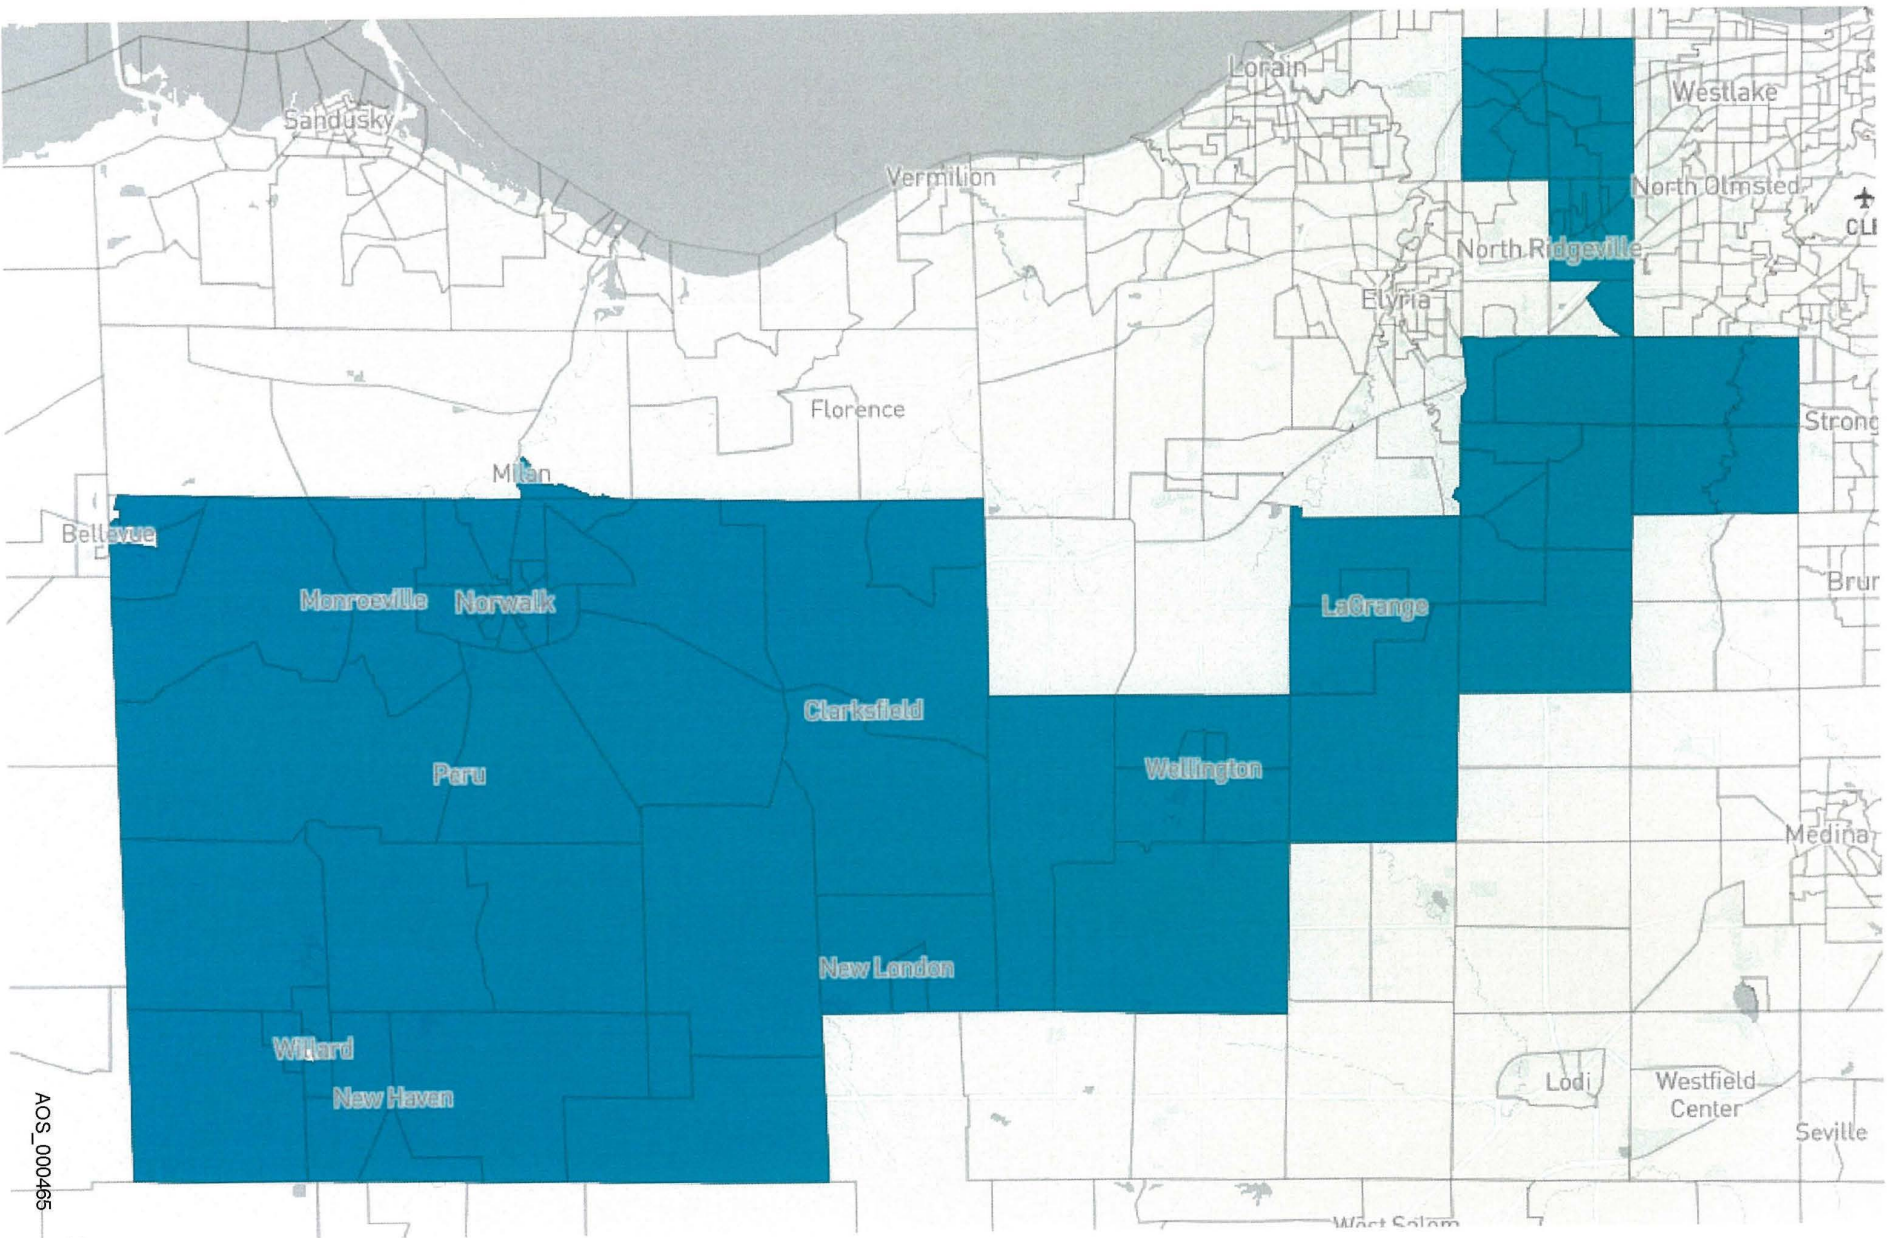 Lorain
Westlake
Sandusky
Vermilion
North Olmsted
CLE
North Ridgeville
Elyria
Florence
Strong
Milan
Bellevue
Brun
Monroeville
Norwalk
LaGrange
Clarksfield
Peru
Wellington
Medina
New London
Willard
New Haven
Lodi
Westfield
Center
Seville
AOS_000465
West Salem